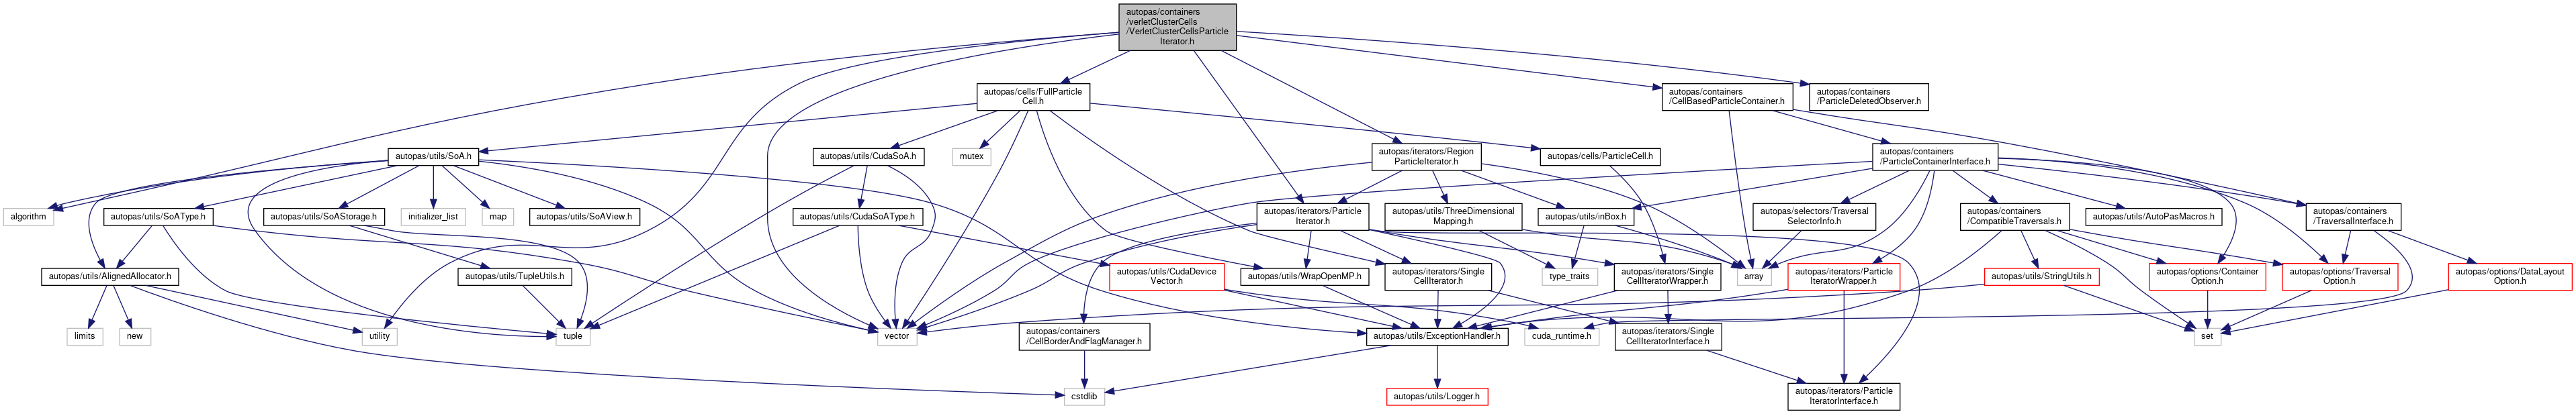 autopas/containers
/verletClusterCells
/VerletClusterCellsParticle
Iterator.h
autopas/cells/FullParticle
Cell.h
autopas/containers
/CellBasedParticleContainer.h
autopas/containers
/ParticleDeletedObserver.h
autopas/utils/SoA.h
autopas/utils/CudaSoA.h
mutex
autopas/iterators/Region
ParticleIterator.h
autopas/cells/ParticleCell.h
autopas/containers
/ParticleContainerInterface.h
algorithm
autopas/utils/SoAType.h
autopas/utils/SoAStorage.h
initializer_list
map
autopas/utils/SoAView.h
autopas/utils/CudaSoAType.h
autopas/iterators/Particle
Iterator.h
autopas/utils/ThreeDimensional
Mapping.h
autopas/utils/inBox.h
autopas/selectors/Traversal
SelectorInfo.h
autopas/containers
/CompatibleTraversals.h
autopas/utils/AutoPasMacros.h
autopas/containers
/TraversalInterface.h
autopas/utils/AlignedAllocator.h
autopas/utils/TupleUtils.h
autopas/utils/CudaDevice
Vector.h
autopas/utils/WrapOpenMP.h
autopas/iterators/Single
CellIterator.h
type_traits
autopas/iterators/Single
CellIteratorWrapper.h
array
autopas/iterators/Particle
IteratorWrapper.h
autopas/utils/StringUtils.h
autopas/options/Container
Option.h
autopas/options/Traversal
Option.h
autopas/options/DataLayout
Option.h
limits
new
utility
tuple
vector
autopas/containers
/CellBorderAndFlagManager.h
autopas/utils/ExceptionHandler.h
cuda_runtime.h
autopas/iterators/Single
CellIteratorInterface.h
set
cstdlib
autopas/utils/Logger.h
autopas/iterators/Particle
IteratorInterface.h